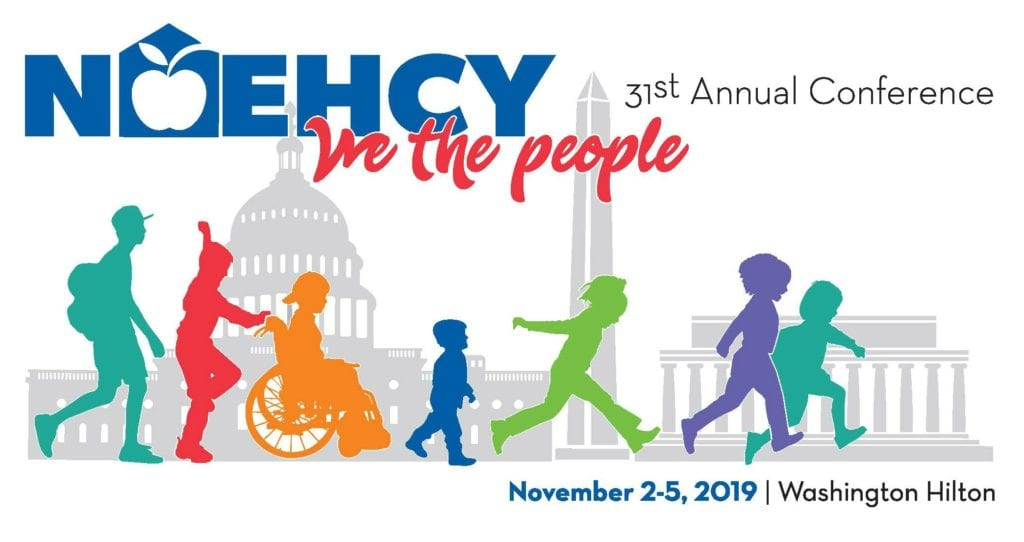 NAEHCY
31st Annual Conference
We the people
November 2-5, 2019 | Washington Hilton